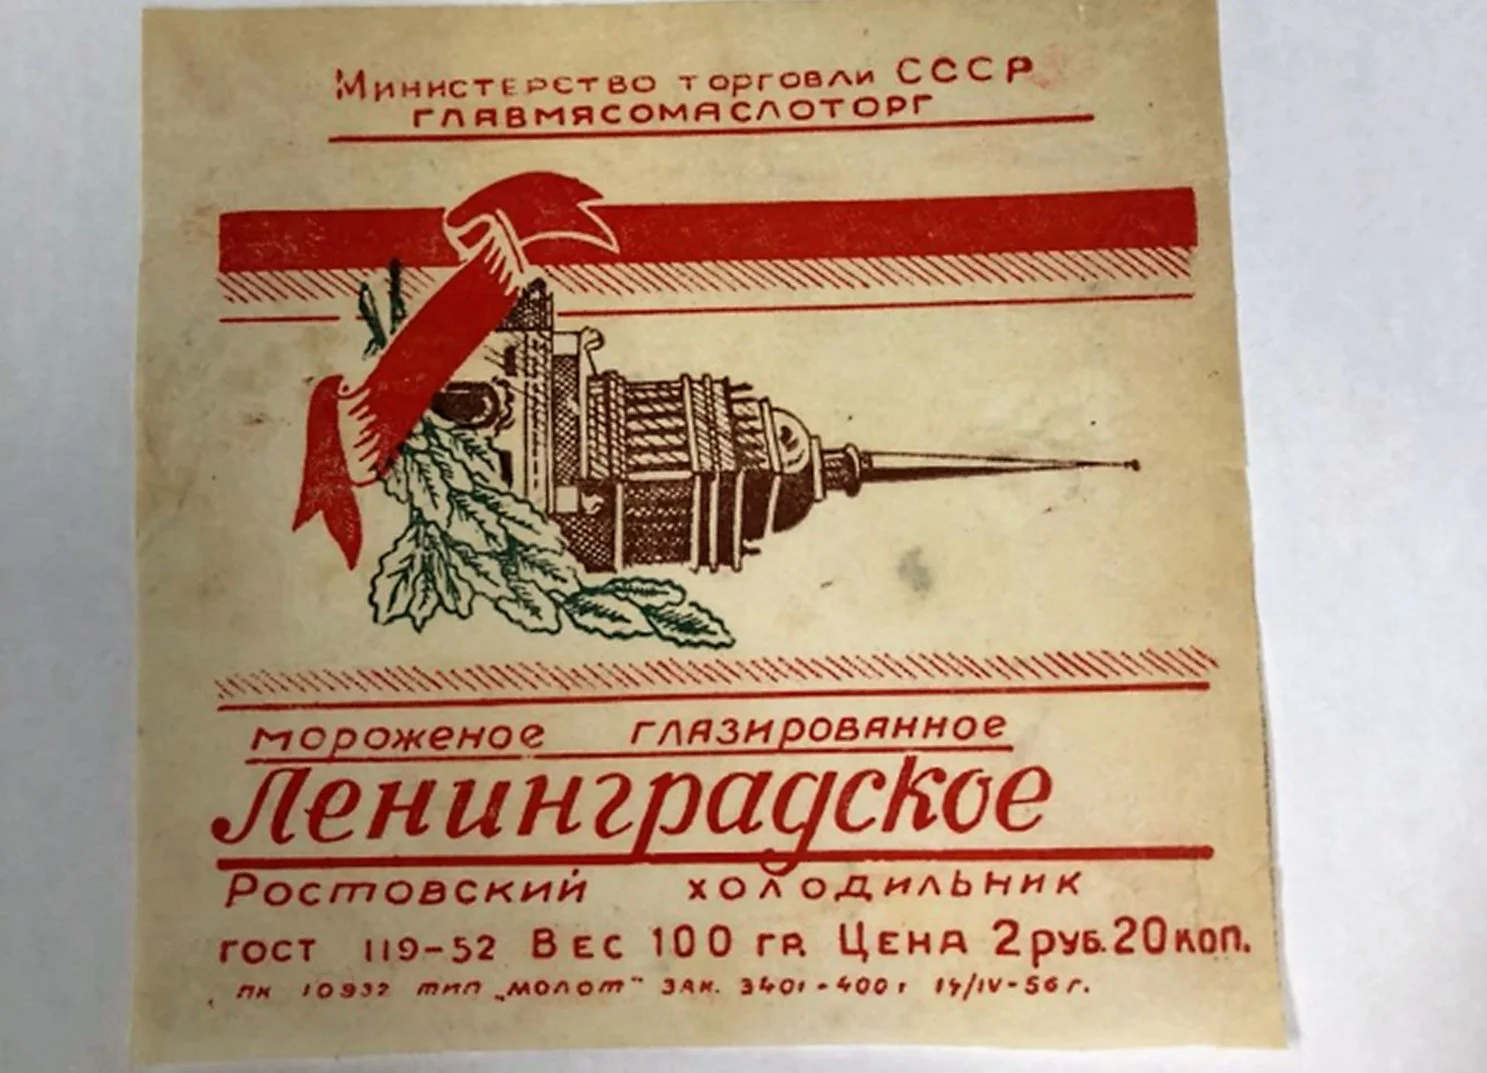 Министерство торговли СССР
ГЛАВМЯСОМАСЛОТОРГ
мороженое глазированное
Ленинградское
Ростовский холодильник
ГОСТ 119-52 ВЕС 100 гр. ЦЕНА 2 руб. 20 коп.
ПК 10932 тип „молот" ЗАК. 3401-400т 14/IV-56 г.